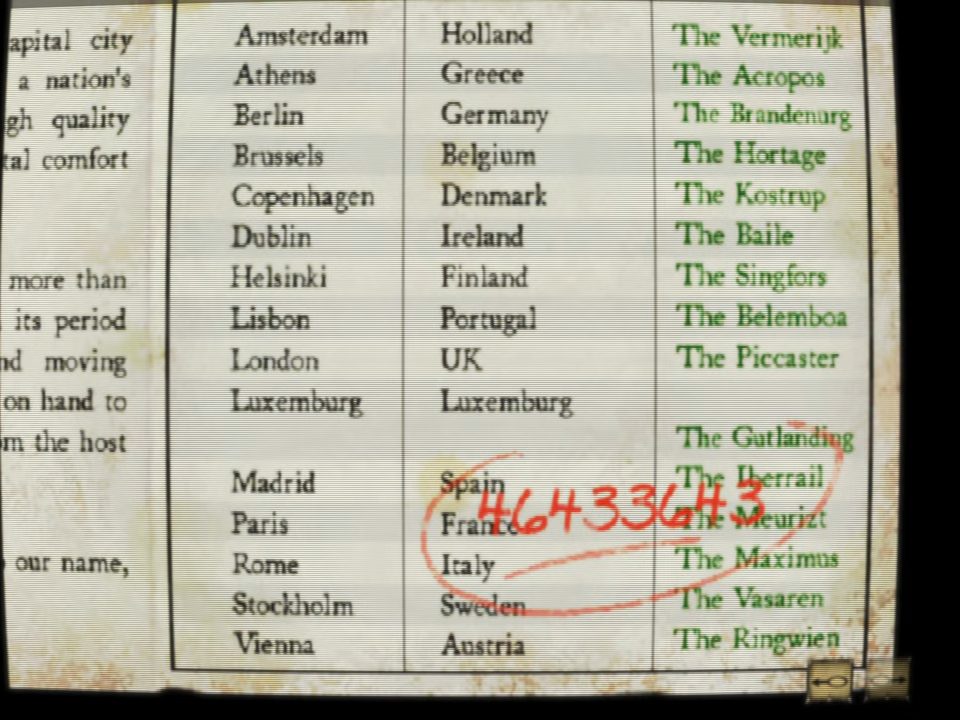 apital city
a nation's
gh quality
tal comfort
more than
its period
nd moving
on hand to
om the host
our name,
Amsterdam Holland The Vermerijk
Athens Greece The Acropos
Berlin Germany The Brandenurg
Brussels Belgium The Hortage
Copenhagen Denmark The Kostrup
Dublin Ireland The Baile
Helsinki Finland The Singfors
Lisbon Portugal The Belemboa
London UK The Piccaster
Luxemburg Luxemburg
The Gutlanding
Madrid Spain The Iberrail
Paris France The Meurizt
Rome Italy The Maximus
Stockholm Sweden The Vasaren
Vienna Austria The Ringwien
46433643